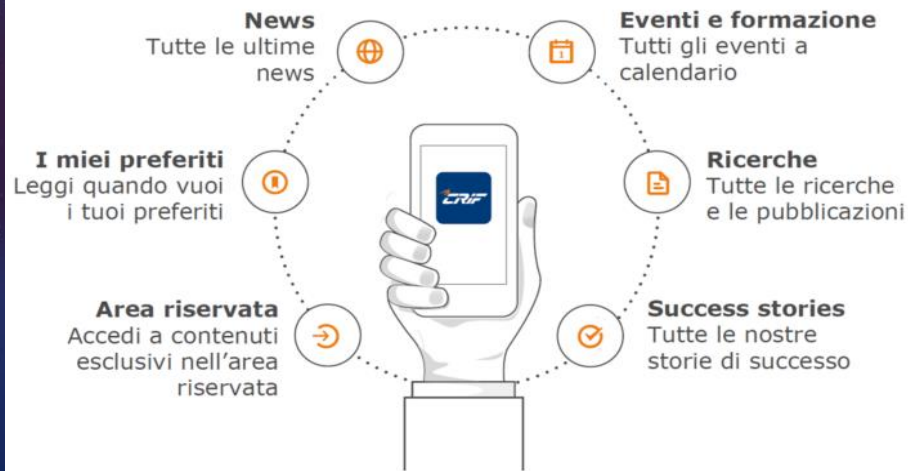 News
Tutte le ultime
news
Eventi e formazione
Tutti gli eventi a
calendario
1
I miei preferiti
Leggi quando vuoi
i tuoi preferiti
CRIF
Ricerche
Tutte le ricerche
e le pubblicazioni
Area riservata
Accedi a contenuti
esclusivi nell'area
riservata
Success stories
Tutte le nostre
storie di successo